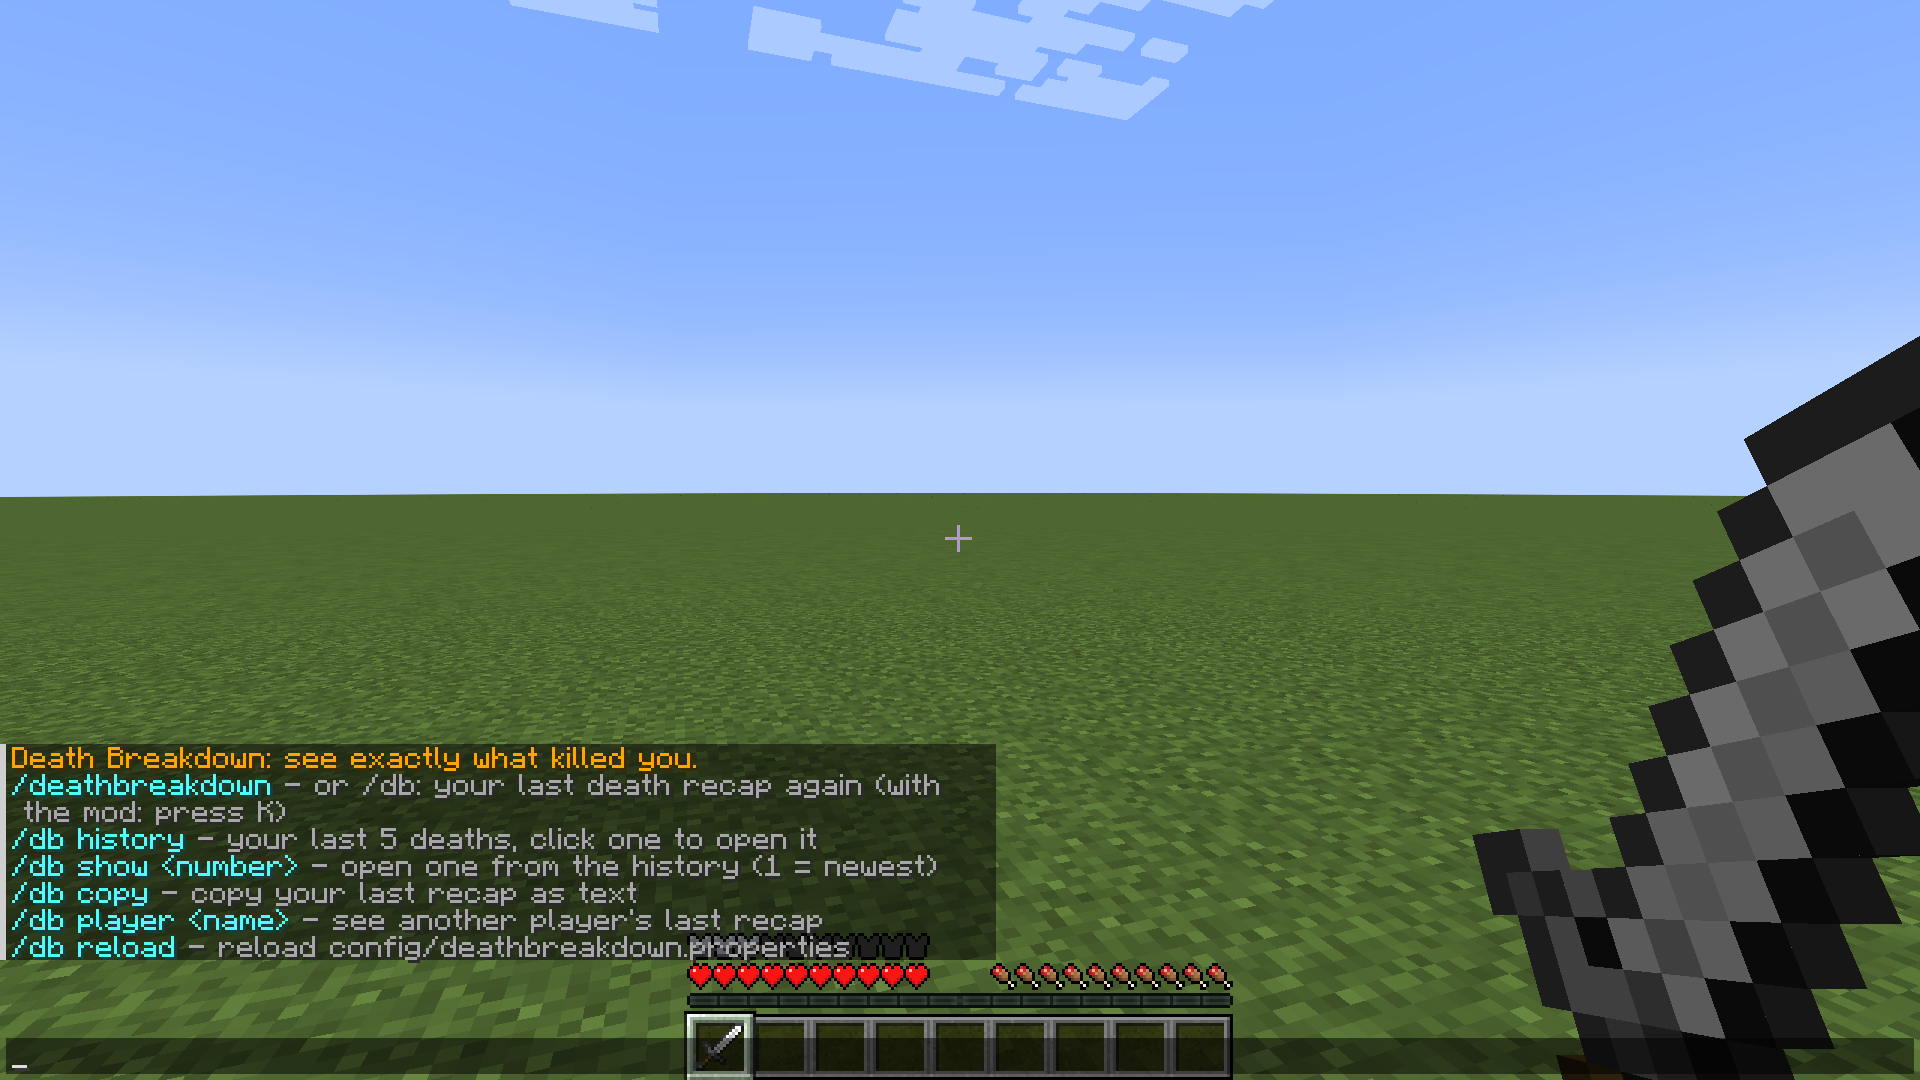 Death Breakdown: see exactly what killed you.
/deathbreakdown – or /db: your last death recap again (with
the mod: press K)
/db history – your last 5 deaths, click one to open it
/db show <number> – open one from the history (1 = newest)
/db copy – copy your last recap as text
/db player <name> – see another player's last recap
/db reload – reload config/deathbreakdown.properties
_